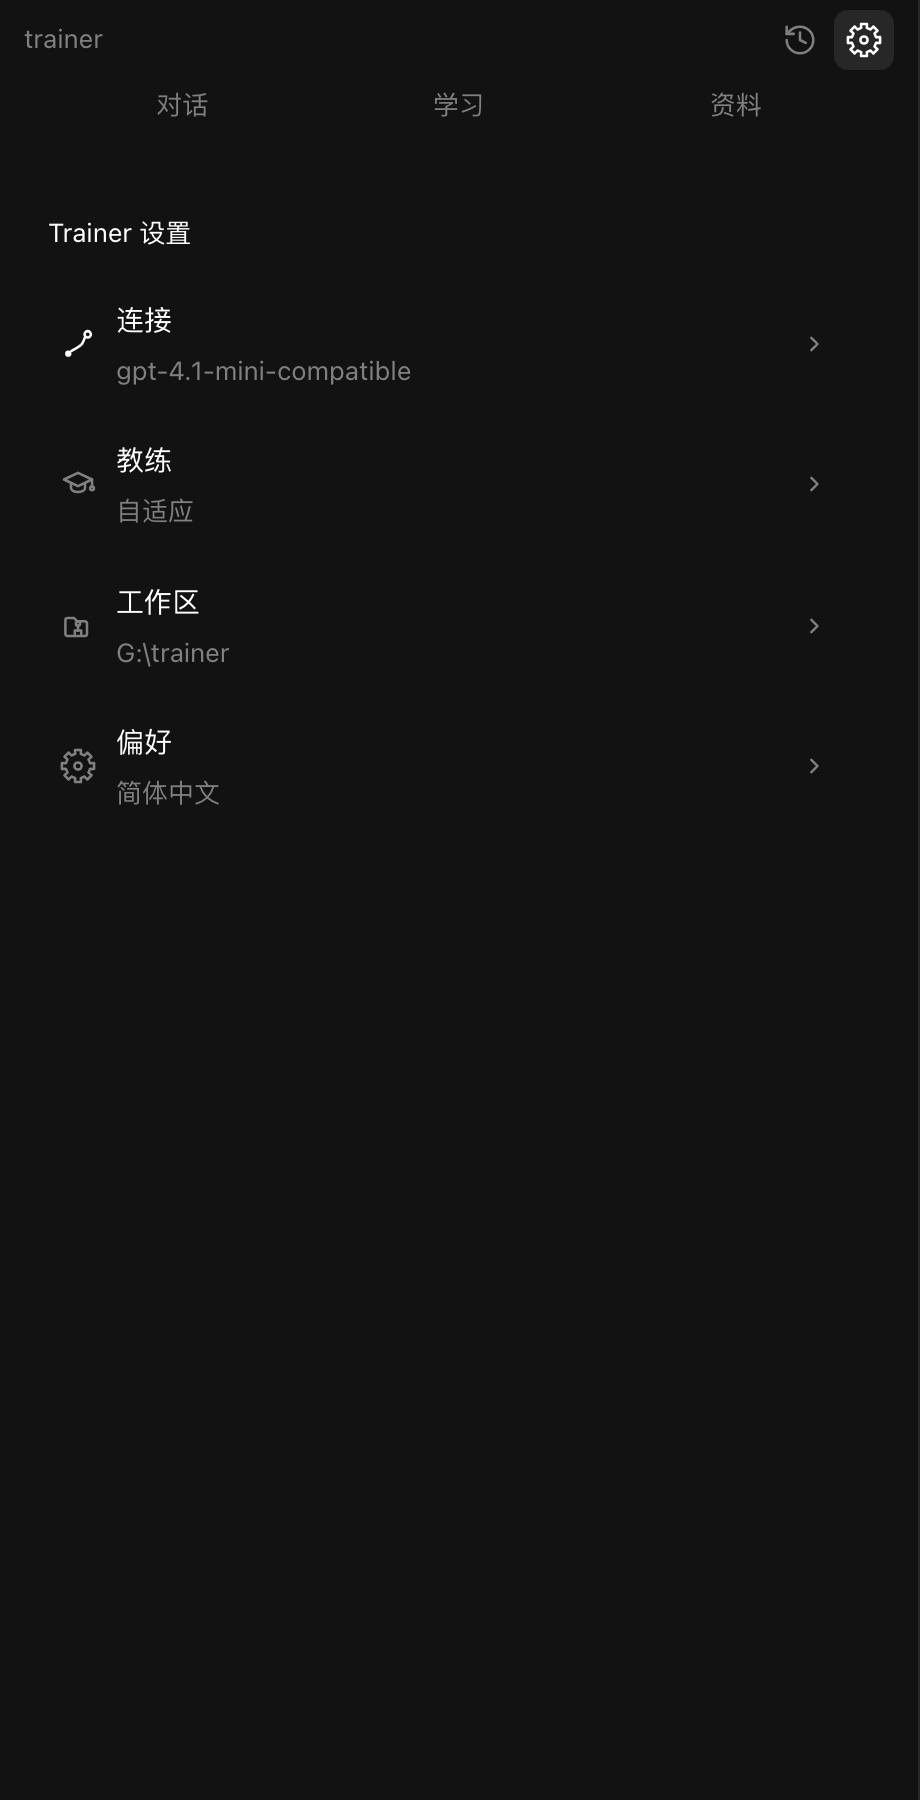 trainer
对话
学习
资料
Trainer 设置
连接
gpt-4.1-mini-compatible
教练
自适应
工作区
G:\trainer
偏好
简体中文